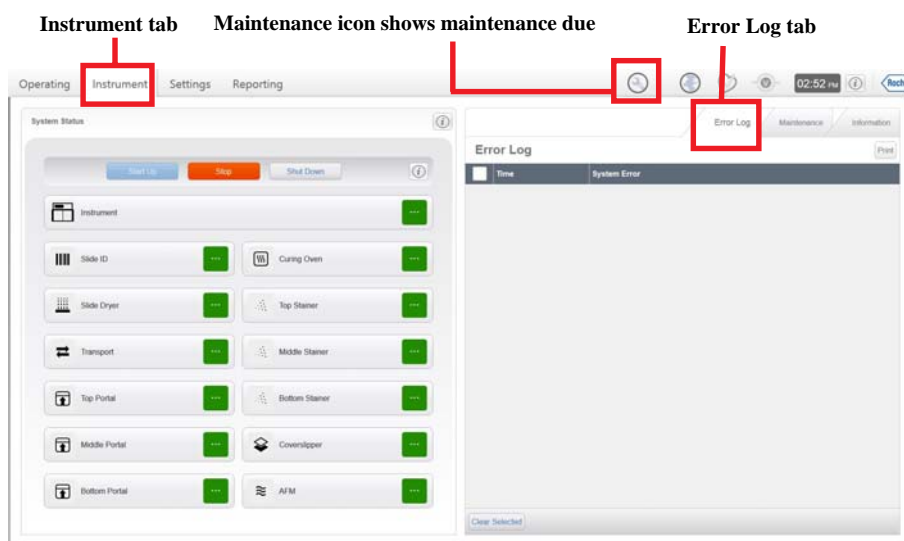 Instrument tab
Maintenance icon shows maintenance due
Error Log tab
Operating
Instrument
Settings
Reporting
02:52 PM
Roch
System Status
Start Up
Stop
Shut Down
Instrument
Slide ID
Curing Oven
Slide Dryer
Top Stainer
Transport
Middle Stainer
Top Portal
Bottom Stainer
Middle Portal
Coverslipper
Bottom Portal
AFM
Error Log
Maintenance
Information
Error Log
Print
Time
System Error
Clear Selected